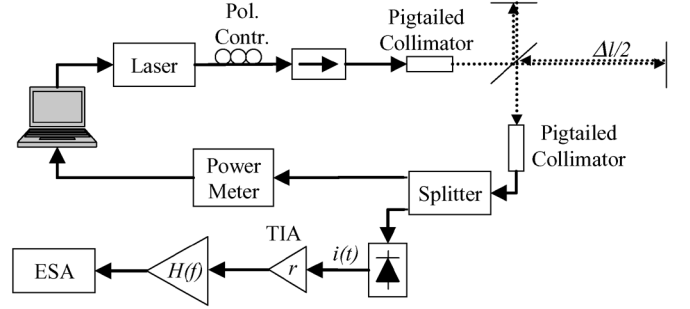 Pol.
Contr.
Laser
Pigtailed
Collimator
Δl/2
Pigtailed
Collimator
Power
Meter
Splitter
TIA
i(t)
r
H(f)
ESA